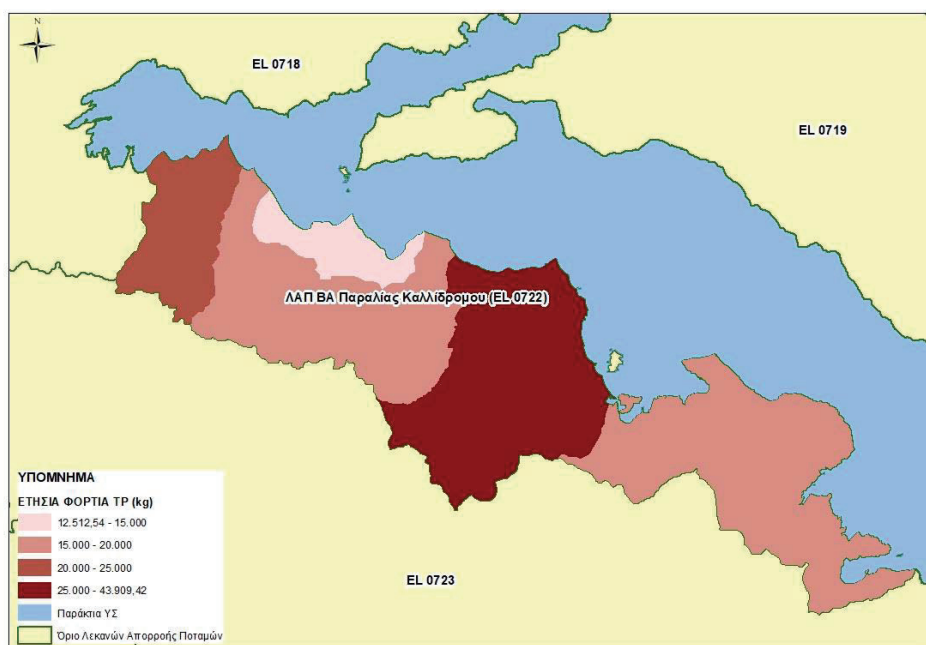 N
EL 0718
EL 0719
ΛΑΠ ΒΑ Παραλίας Καλλίδρομου (EL 0722)
EL 0723
ΥΠΟΜΝΗΜΑ
ΕΤΗΣΙΑ ΦΟΡΤΙΑ TP (kg)
12.512,54 - 15.000
15.000 - 20.000
20.000 - 25.000
25.000 - 43.909,42
Παράκτια ΥΣ
Όριο Λεκανών Απορροής Ποταμών